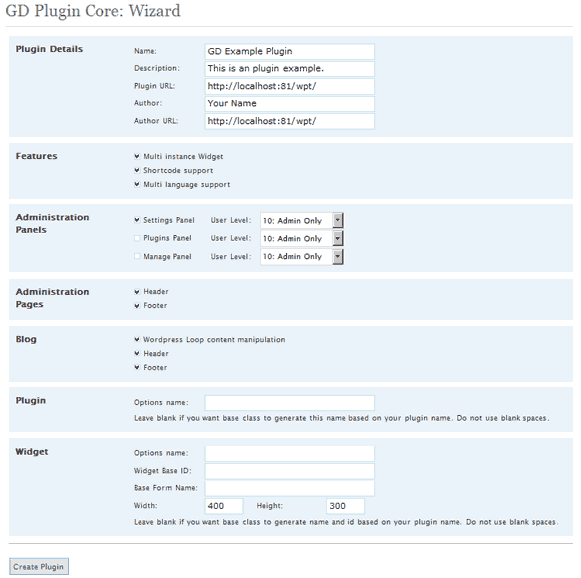 GD Plugin Core: Wizard
Plugin Details
Name: GD Example Plugin
Description: This is an plugin example.
Plugin URL: http://localhost:81/wpt/
Author: Your Name
Author URL: http://localhost:81/wpt/
Features
Multi instance Widget
Shortcode support
Multi language support
Administration Panels
Settings Panel User Level: 10: Admin Only
Plugins Panel User Level: 10: Admin Only
Manage Panel User Level: 10: Admin Only
Administration Pages
Header
Footer
Blog
Wordpress Loop content manipulation
Header
Footer
Plugin
Options name:
Leave blank if you want base class to generate this name based on your plugin name. Do not use blank spaces.
Widget
Options name:
Widget Base ID:
Base Form Name:
Width: 400 Height: 300
Leave blank if you want base class to generate name and id based on your plugin name. Do not use blank spaces.
Create Plugin